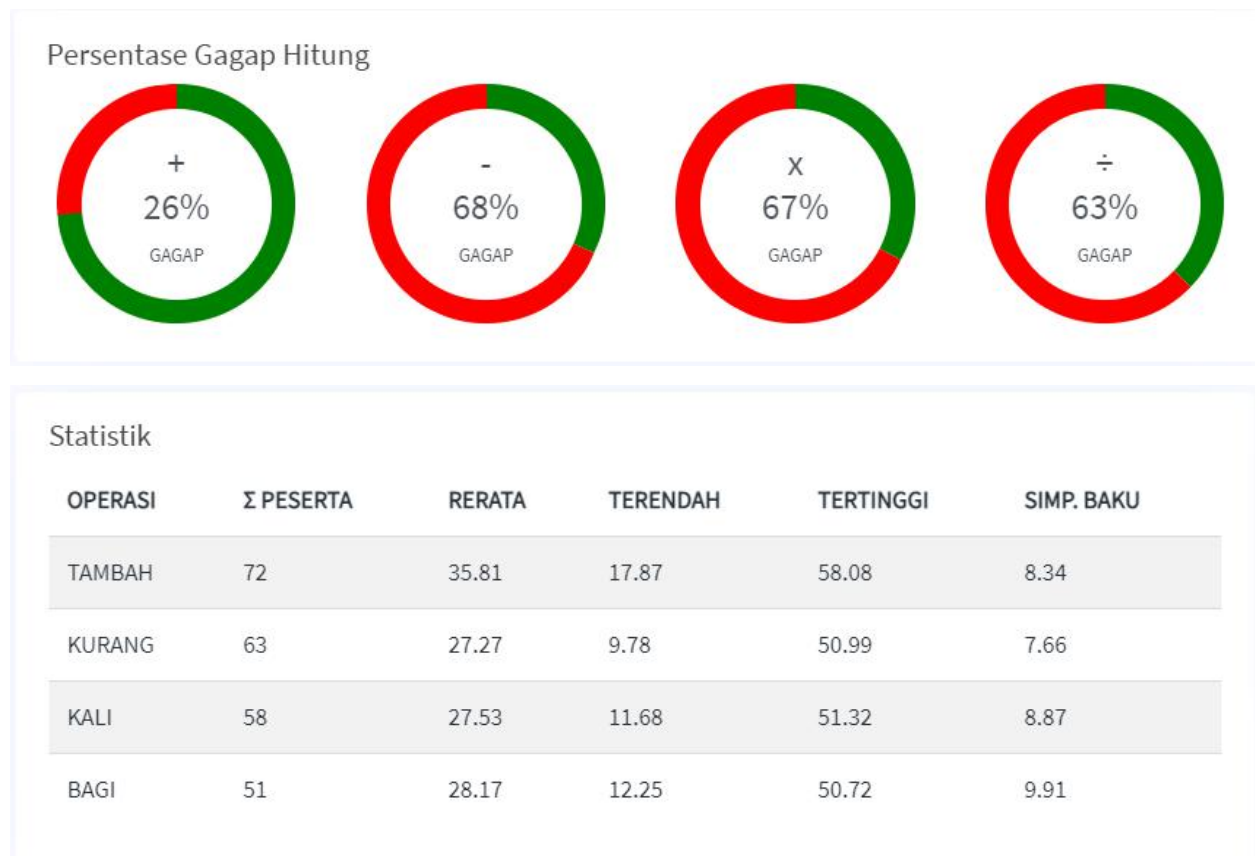 Persentase Gagap Hitung
+ - x ÷
26% 68% 67% 63%
GAGAP GAGAP GAGAP GAGAP
Statistik
OPERASI Σ PESERTA RERATA TERENDAH TERTINGGI SIMP. BAKU
TAMBAH 72 35.81 17.87 58.08 8.34
KURANG 63 27.27 9.78 50.99 7.66
KALI 58 27.53 11.68 51.32 8.87
BAGI 51 28.17 12.25 50.72 9.91